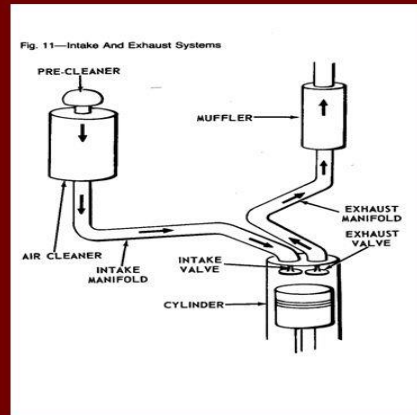 Fig. 11—Intake And Exhaust Systems
PRE-CLEANER
MUFFLER
AIR CLEANER
INTAKE
MANIFOLD
INTAKE
VALVE
EXHAUST
MANIFOLD
EXHAUST
VALVE
CYLINDER